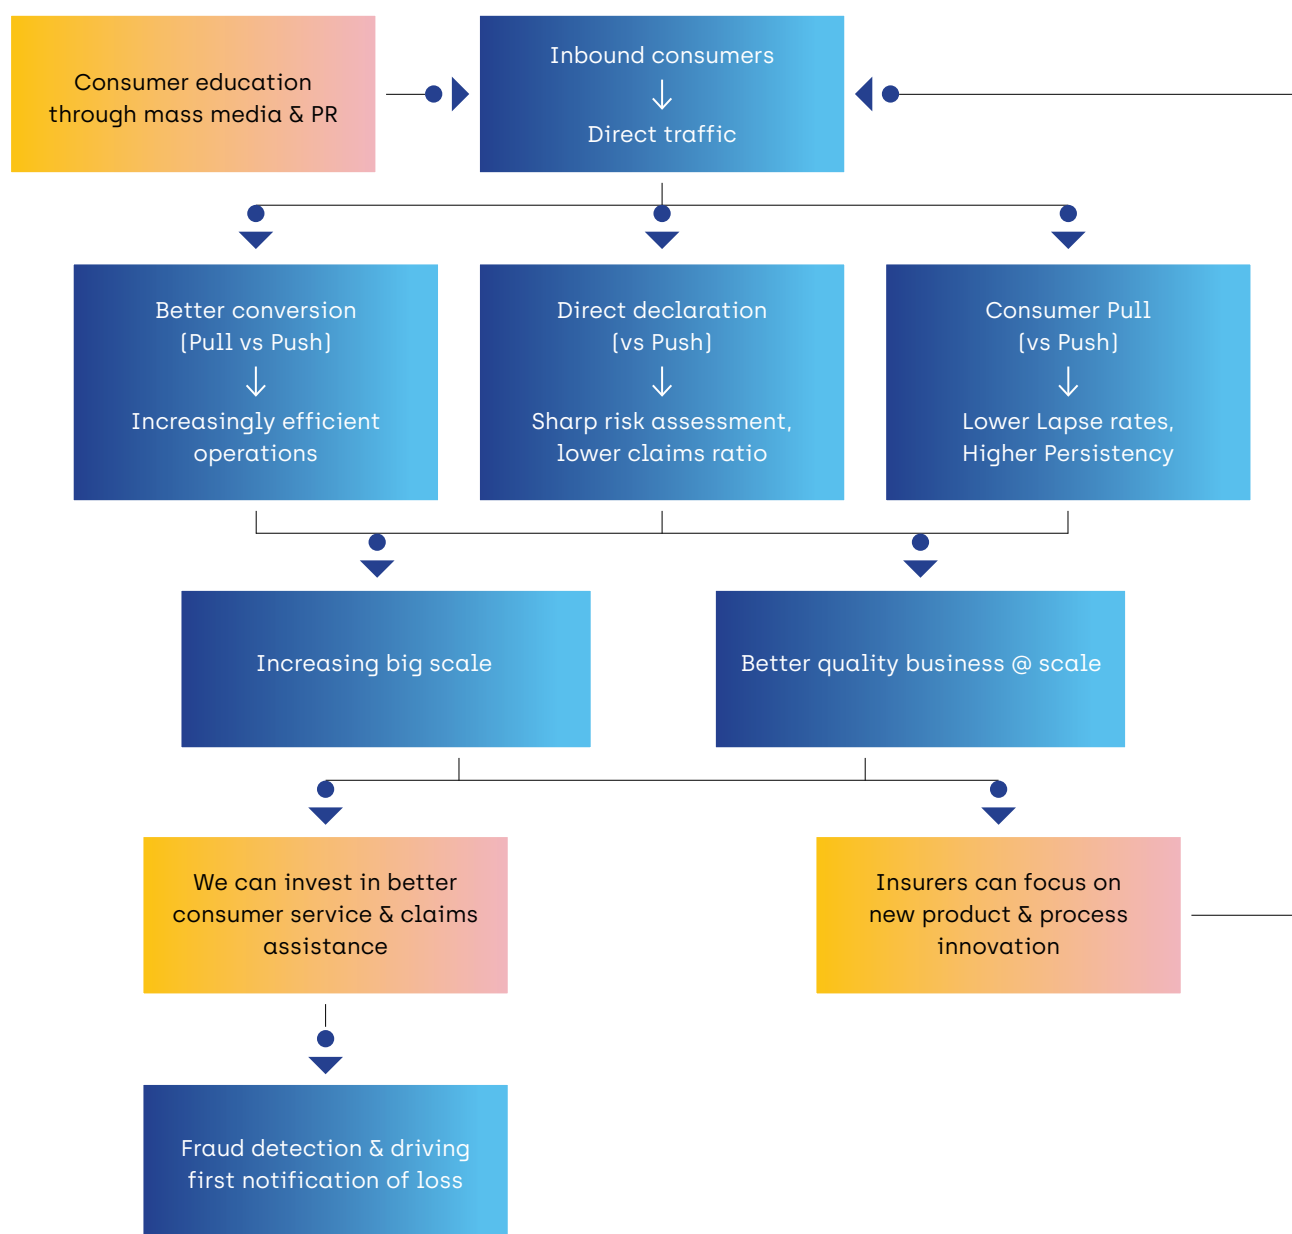 Consumer education
through mass media & PR
Inbound consumers
↓
Direct traffic
Better conversion
(Pull vs Push)
↓
Increasingly efficient
operations
Direct declaration
(vs Push)
↓
Sharp risk assessment,
lower claims ratio
Consumer Pull
(vs Push)
↓
Lower Lapse rates,
Higher Persistency
Increasing big scale
Better quality business @ scale
We can invest in better
consumer service & claims
assistance
Insurers can focus on
new product & process
innovation
Fraud detection & driving
first notification of loss